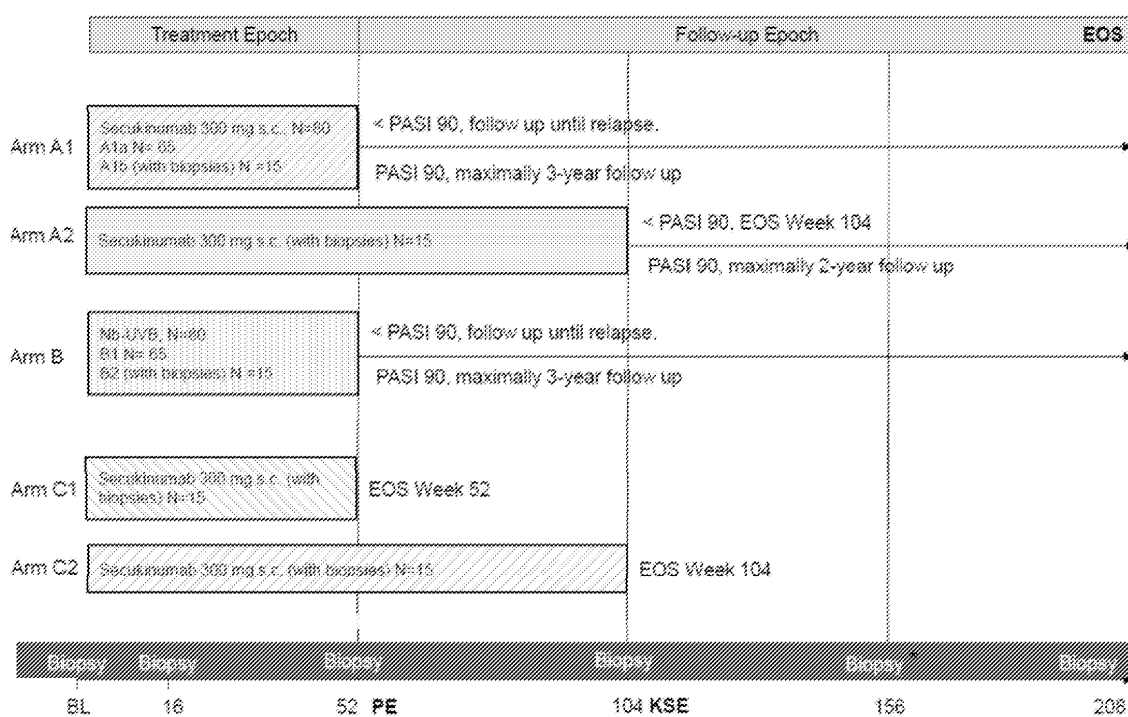 Treatment Epoch
Follow-up Epoch
EOS
Arm A1
Secukinumab 300 mg s.c., N=80
A1a N= 65
A1b (with biopsies) N =15
< PASI 90, follow up until relapse.
PASI 90, maximally 3-year follow up
Arm A2
Secukinumab 300 mg s.c. (with biopsies) N=15
< PASI 90. EOS Week 104
PASI 90, maximally 2-year follow up
Arm B
Nb-UVB, N=80
B1 N= 65
B2 (with biopsies) N =15
< PASI 90, follow up until relapse.
PASI 90, maximally 3-year follow up
Arm C1
Secukinumab 300 mg s.c. (with
biopsies) N=15
EOS Week 52
Arm C2
Secukinumab 300 mg s.c. (with biopsies) N=15
EOS Week 104
Biopsy Biopsy Biopsy Biopsy Biopsy* Biopsy
BL 16 52 PE 104 KSE 156 208